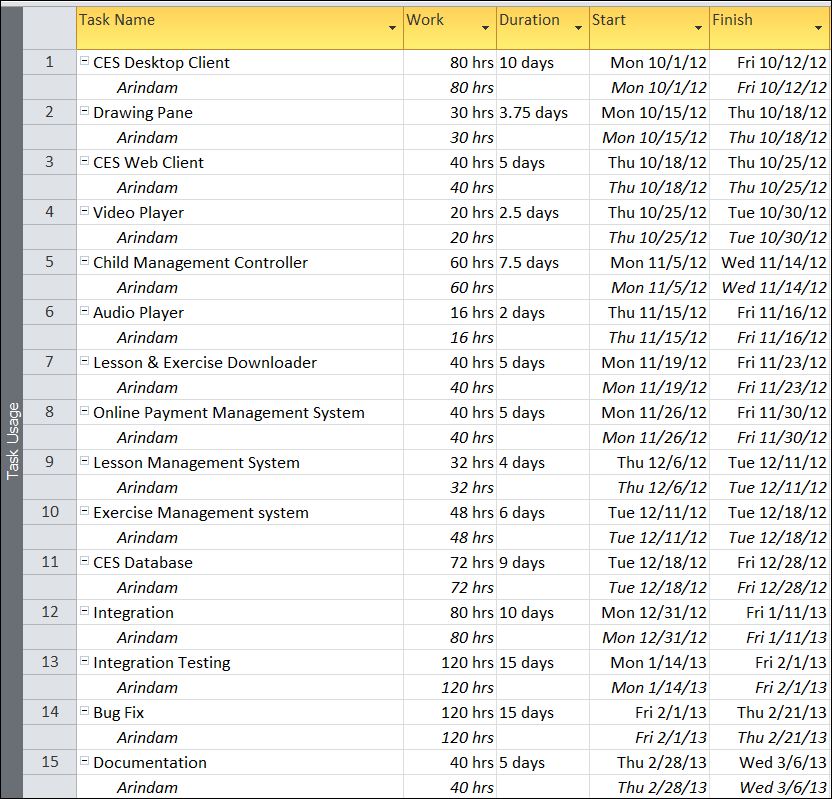 Task Name Work Duration Start Finish
1 CES Desktop Client 80 hrs 10 days Mon 10/1/12 Fri 10/12/12
Arindam 80 hrs Mon 10/1/12 Fri 10/12/12
2 Drawing Pane 30 hrs 3.75 days Mon 10/15/12 Thu 10/18/12
Arindam 30 hrs Mon 10/15/12 Thu 10/18/12
3 CES Web Client 40 hrs 5 days Thu 10/18/12 Thu 10/25/12
Arindam 40 hrs Thu 10/18/12 Thu 10/25/12
4 Video Player 20 hrs 2.5 days Thu 10/25/12 Tue 10/30/12
Arindam 20 hrs Thu 10/25/12 Tue 10/30/12
5 Child Management Controller 60 hrs 7.5 days Mon 11/5/12 Wed 11/14/12
Arindam 60 hrs Mon 11/5/12 Wed 11/14/12
6 Audio Player 16 hrs 2 days Thu 11/15/12 Fri 11/16/12
Arindam 16 hrs Thu 11/15/12 Fri 11/16/12
7 Lesson & Exercise Downloader 40 hrs 5 days Mon 11/19/12 Fri 11/23/12
Arindam 40 hrs Mon 11/19/12 Fri 11/23/12
8 Online Payment Management System 40 hrs 5 days Mon 11/26/12 Fri 11/30/12
Arindam 40 hrs Mon 11/26/12 Fri 11/30/12
9 Lesson Management System 32 hrs 4 days Thu 12/6/12 Tue 12/11/12
Arindam 32 hrs Thu 12/6/12 Tue 12/11/12
10 Exercise Management system 48 hrs 6 days Tue 12/11/12 Tue 12/18/12
Arindam 48 hrs Tue 12/11/12 Tue 12/18/12
11 CES Database 72 hrs 9 days Tue 12/18/12 Fri 12/28/12
Arindam 72 hrs Tue 12/18/12 Fri 12/28/12
12 Integration 80 hrs 10 days Mon 12/31/12 Fri 1/11/13
Arindam 80 hrs Mon 12/31/12 Fri 1/11/13
13 Integration Testing 120 hrs 15 days Mon 1/14/13 Fri 2/1/13
Arindam 120 hrs Mon 1/14/13 Fri 2/1/13
14 Bug Fix 120 hrs 15 days Fri 2/1/13 Thu 2/21/13
Arindam 120 hrs Fri 2/1/13 Thu 2/21/13
15 Documentation 40 hrs 5 days Thu 2/28/13 Wed 3/6/13
Arindam 40 hrs Thu 2/28/13 Wed 3/6/13
Task Usage